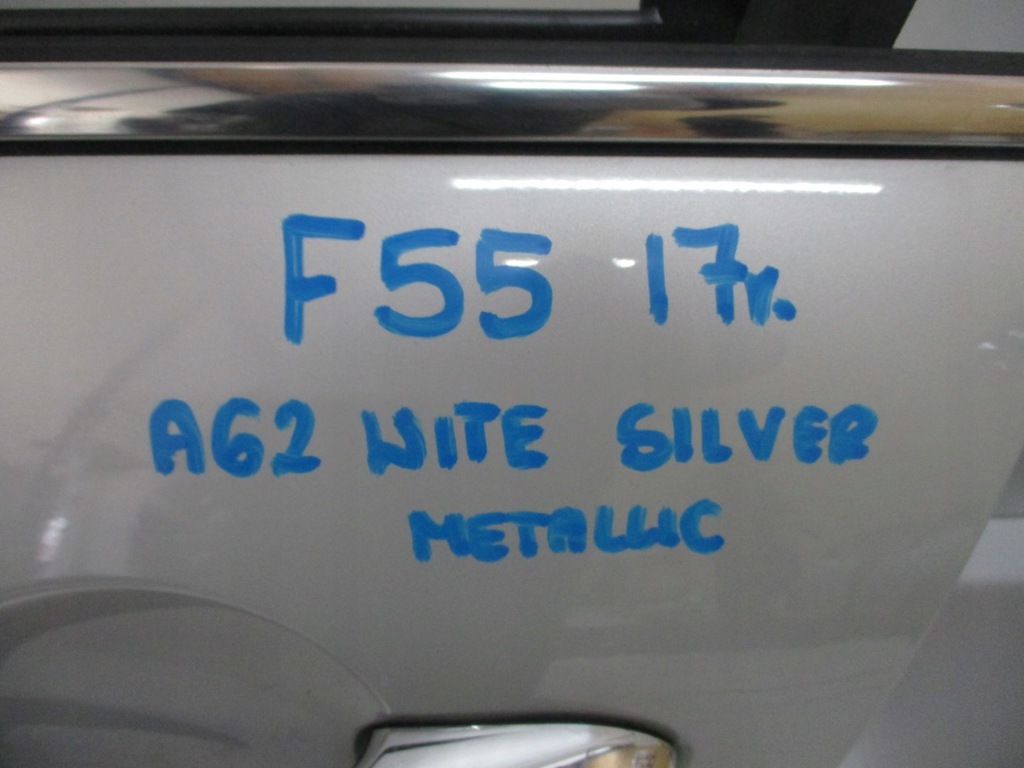 F55 17r.
A62 WITE SILVER
METALLIC